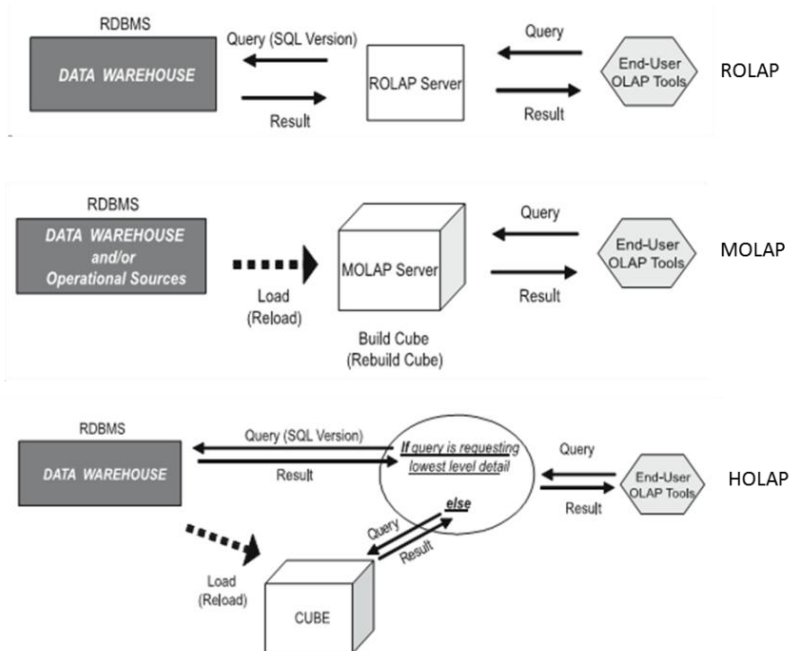 RDBMS
DATA WAREHOUSE
Query (SQL Version)
Result
ROLAP Server
Query
Result
End-User
OLAP Tools
ROLAP
RDBMS
DATA WAREHOUSE
and/or
Operational Sources
Load
(Reload)
MOLAP Server
Build Cube
(Rebuild Cube)
Query
Result
End-User
OLAP Tools
MOLAP
RDBMS
DATA WAREHOUSE
Query (SQL Version)
Result
If query is requesting
lowest level detail
else
Query
Result
Query
Result
End-User
OLAP Tools
HOLAP
Load
(Reload)
CUBE